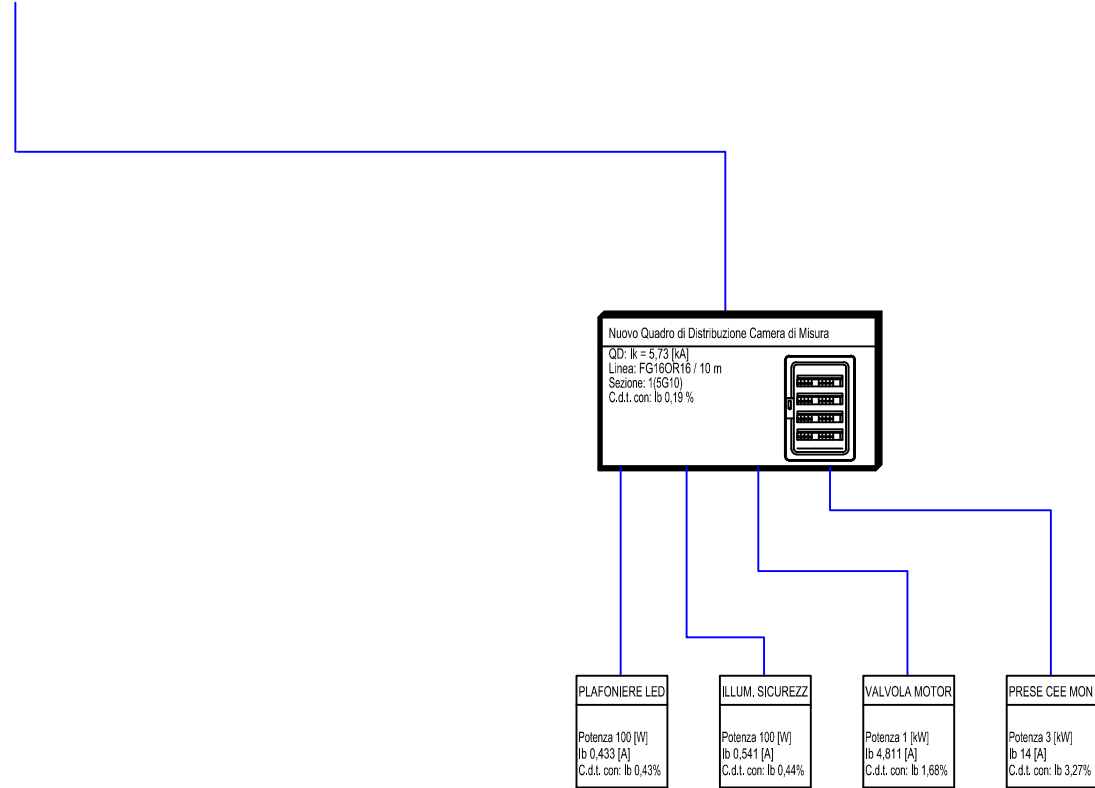 Nuovo Quadro di Distribuzione Camera di Misura
QD: Ik = 5,73 [kA]
Linea: FG16OR16 / 10 m
Sezione: 1(5G10)
C.d.t. con: Ib 0,19 %
PLAFONIERE LED
Potenza 100 [W]
Ib 0,433 [A]
C.d.t. con: Ib 0,43%
ILLUM. SICUREZZ
Potenza 100 [W]
Ib 0,541 [A]
C.d.t. con: Ib 0,44%
VALVOLA MOTOR
Potenza 1 [kW]
Ib 4,811 [A]
C.d.t. con: Ib 1,68%
PRESE CEE MON
Potenza 3 [kW]
Ib 14 [A]
C.d.t. con: Ib 3,27%